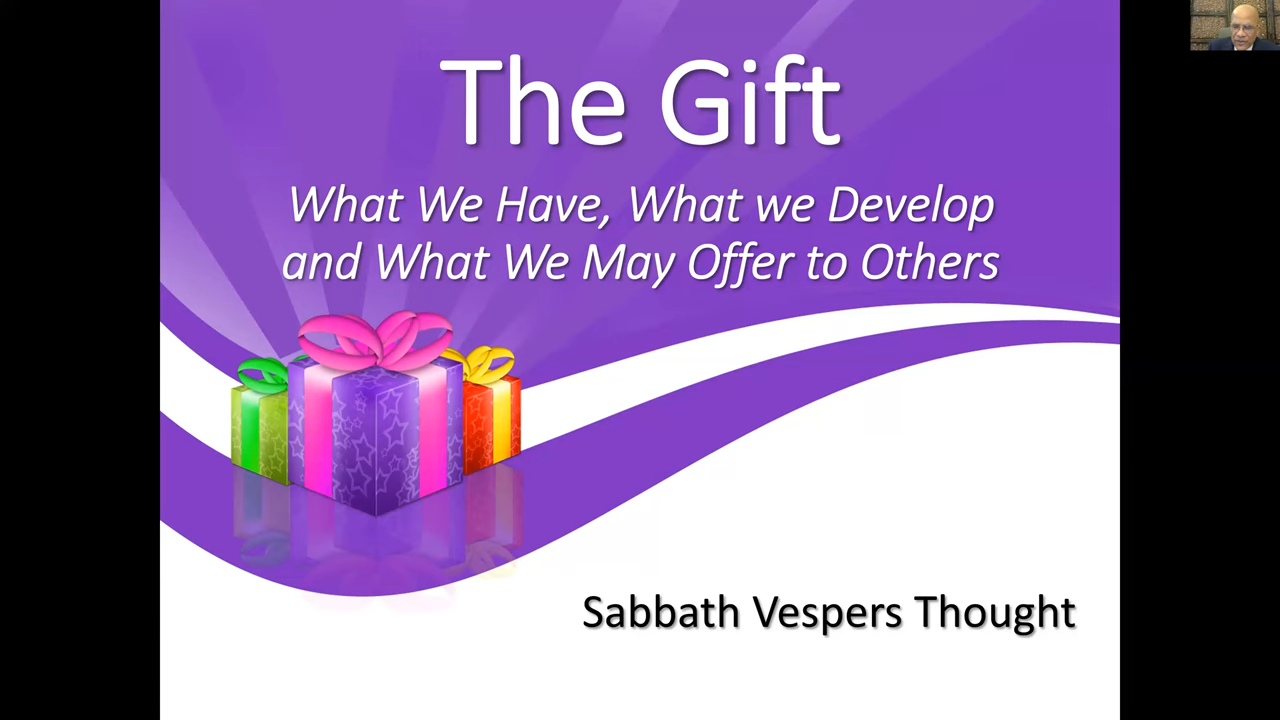 The Gift
What We Have, What we Develop
and What We May Offer to Others
Sabbath Vespers Thought